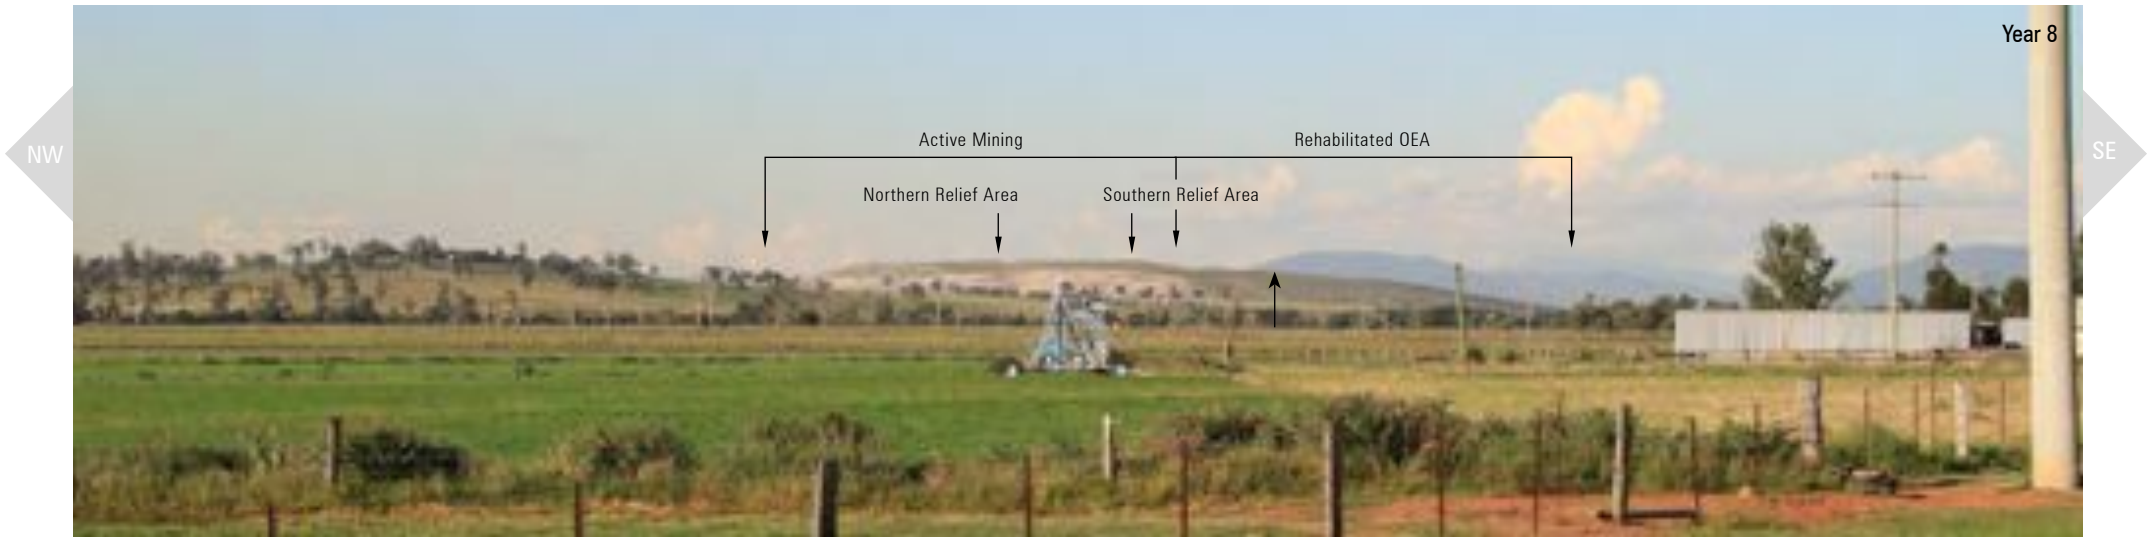 Year 8
Active Mining
Rehabilitated OEA
Northern Relief Area
Southern Relief Area
NW
SE